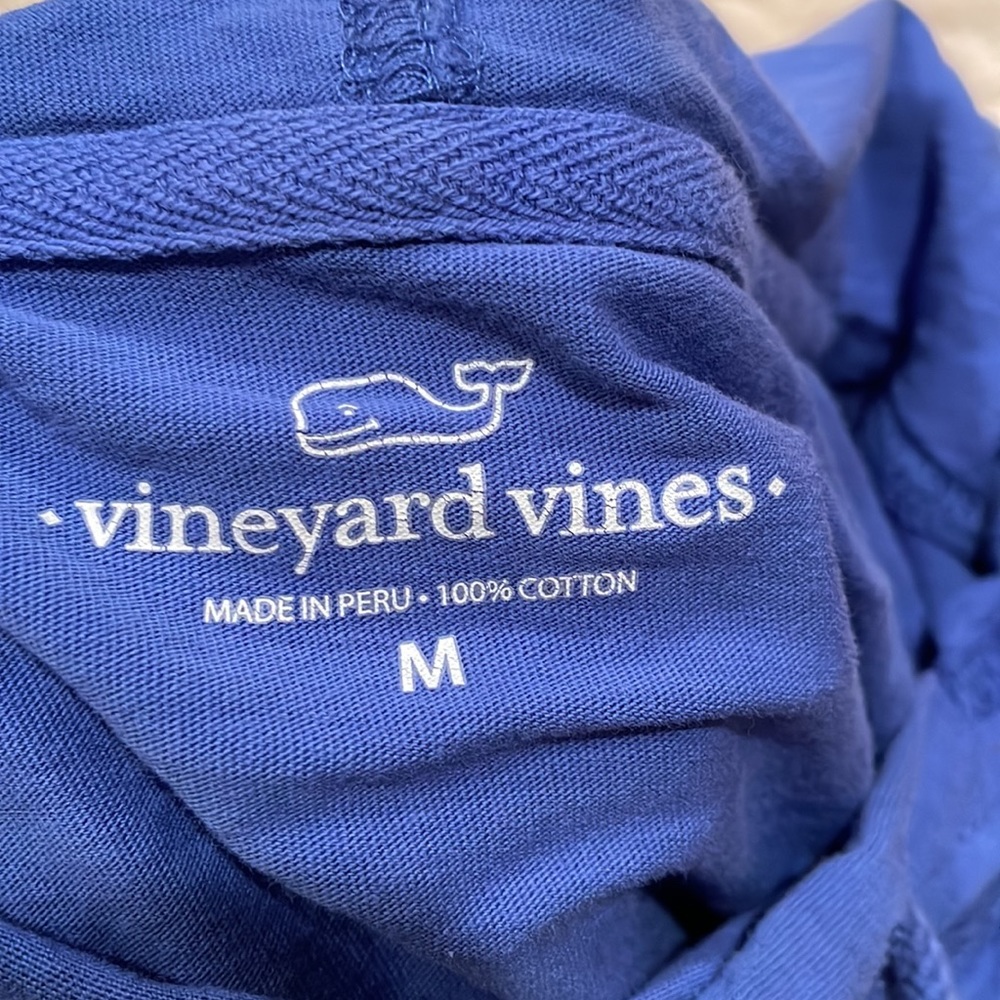 · vineyard vines ·
MADE IN PERU • 100% COTTON
M